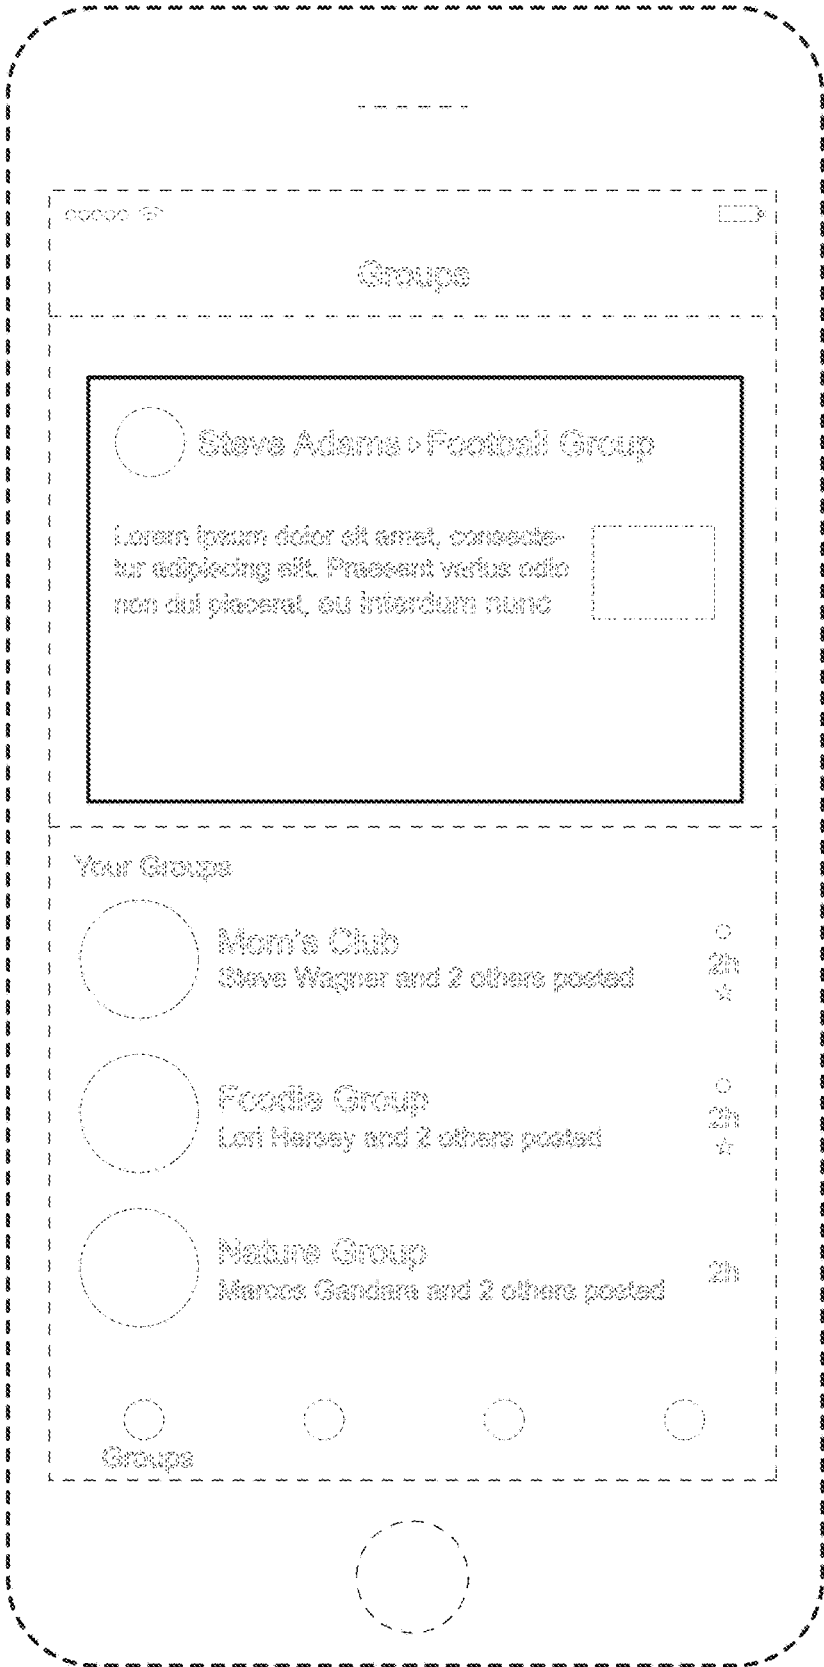 Groups
Steve Adams ▷ Football Group
Lorem ipsum dolor sit amet, consecte-
tur adipiscing elit. Praesent varius odio
non dui placerat, eu interdum nunc
Your Groups
Mom's Club
2h
Steve Wagner and 2 others posted
☆
Foodie Group
2h
Lori Harsey and 2 others posted
☆
Nature Group
2h
Marcos Gandara and 2 others posted
Groups